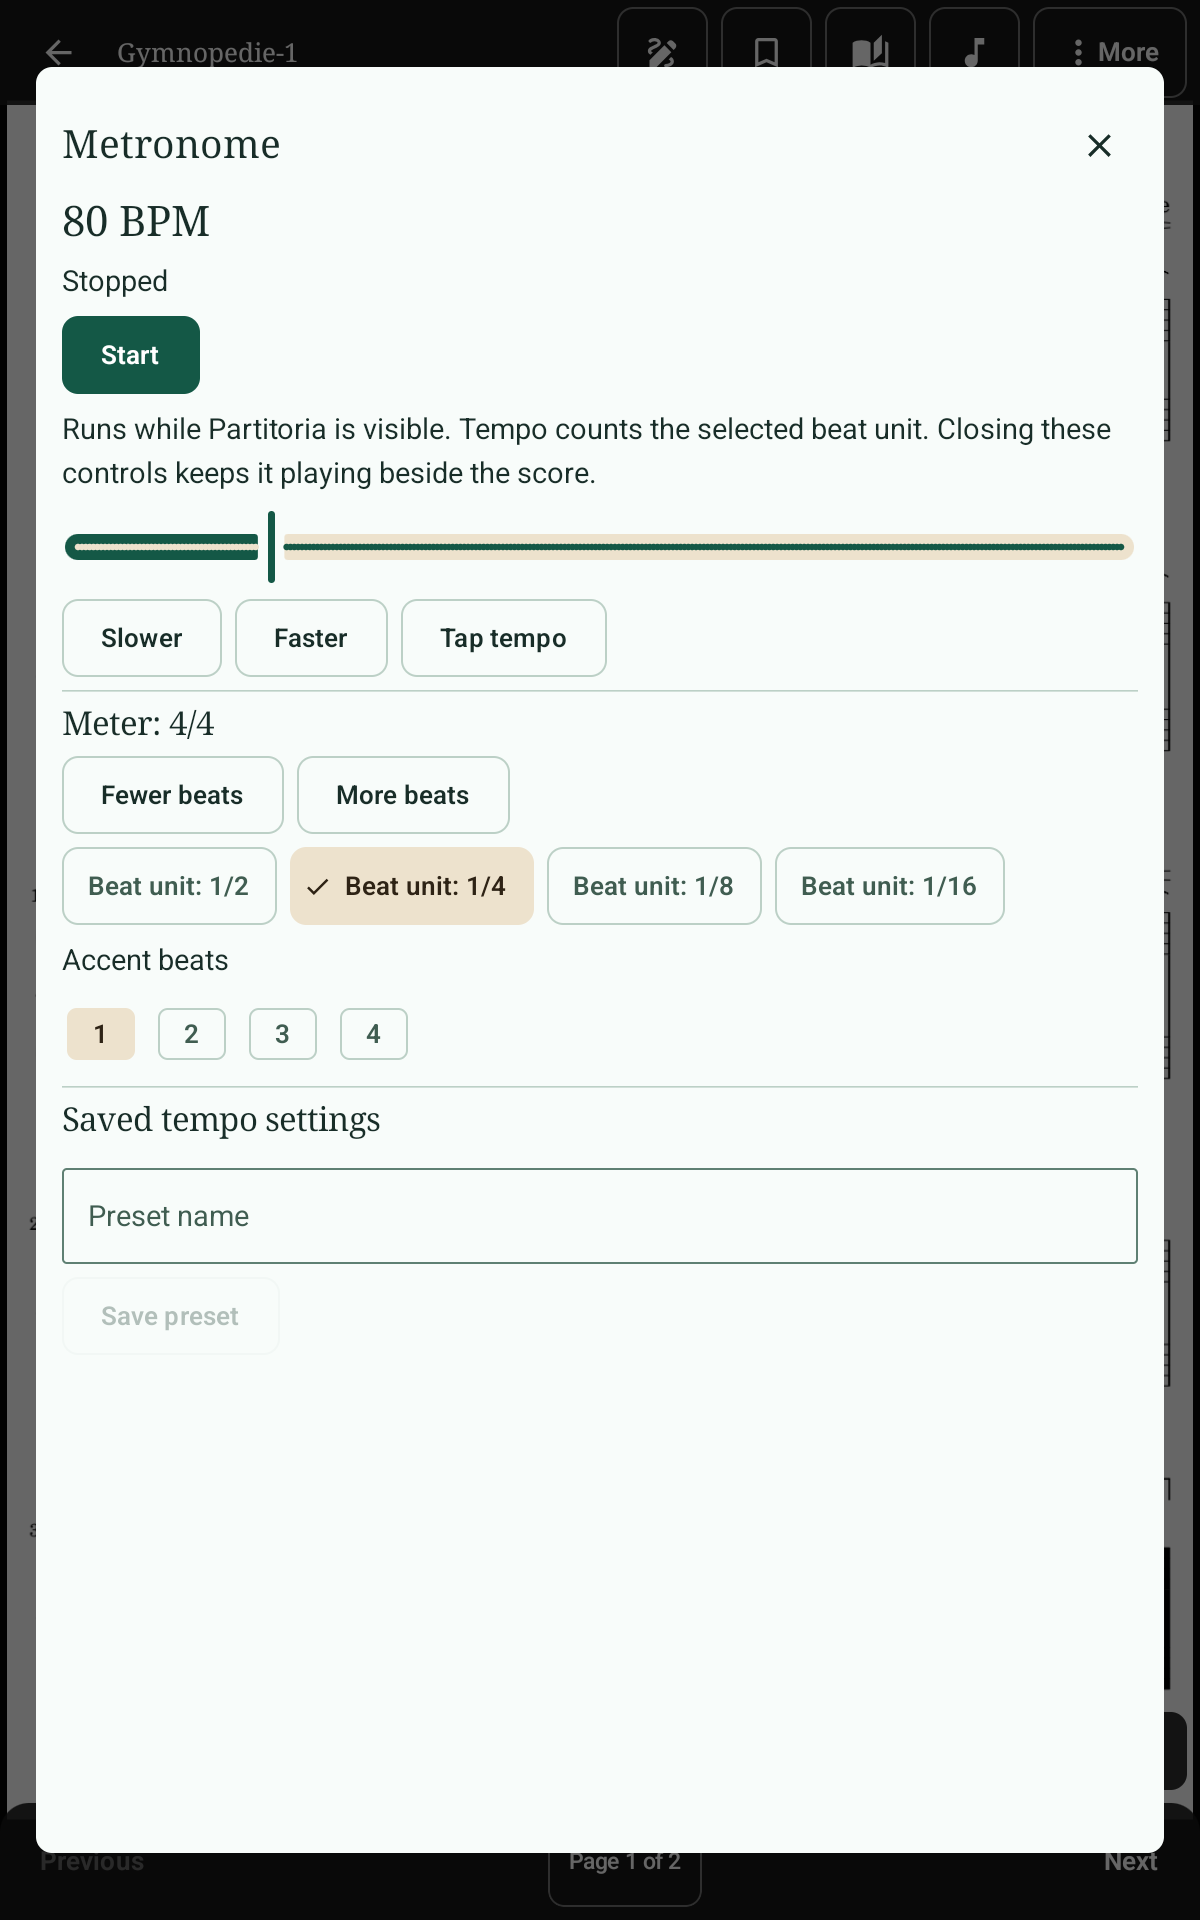 Gymnopedie-1
More
Metronome
80 BPM
Stopped
Start
Runs while Partitoria is visible. Tempo counts the selected beat unit. Closing these
controls keeps it playing beside the score.
Slower Faster Tap tempo
Meter: 4/4
Fewer beats More beats
Beat unit: 1/2 Beat unit: 1/4 Beat unit: 1/8 Beat unit: 1/16
Accent beats
1 2 3 4
Saved tempo settings
Preset name
Save preset
Previous Page 1 of 2 Next